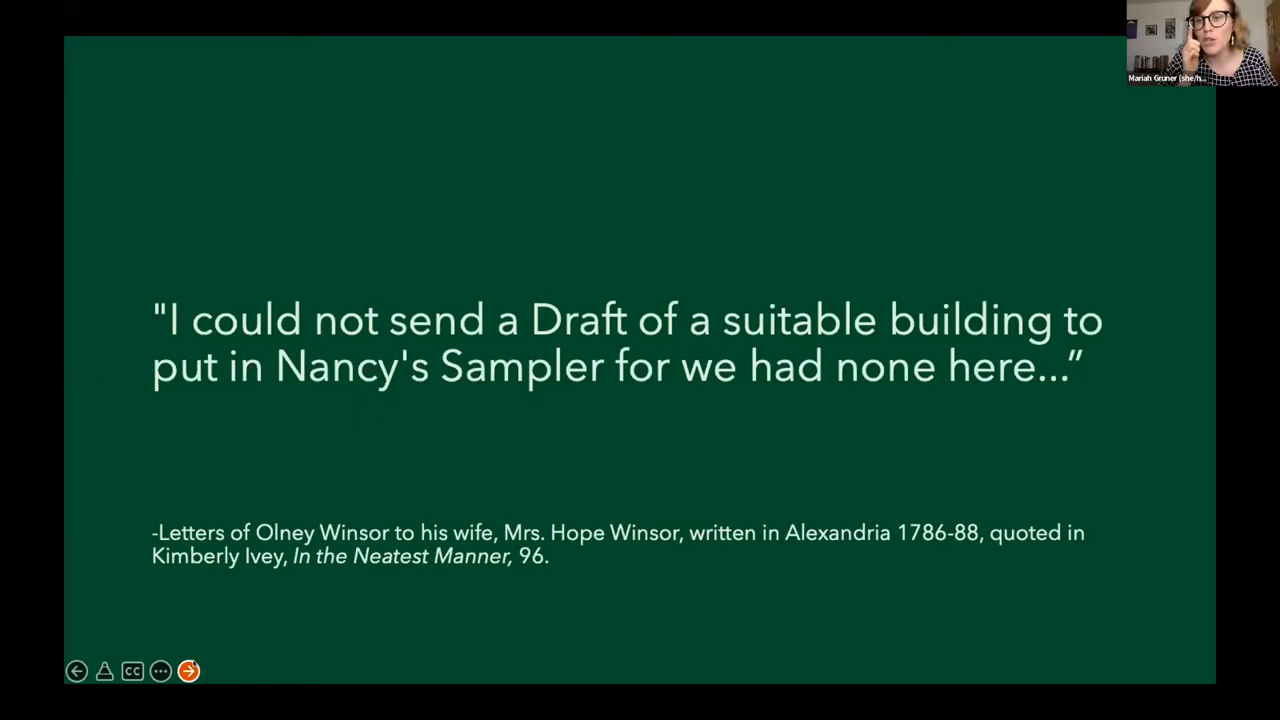 Mariah Gruner (she/h...
"I could not send a Draft of a suitable building to
put in Nancy's Sampler for we had none here...”
-Letters of Olney Winsor to his wife, Mrs. Hope Winsor, written in Alexandria 1786-88, quoted in
Kimberly Ivey, In the Neatest Manner, 96.
CC